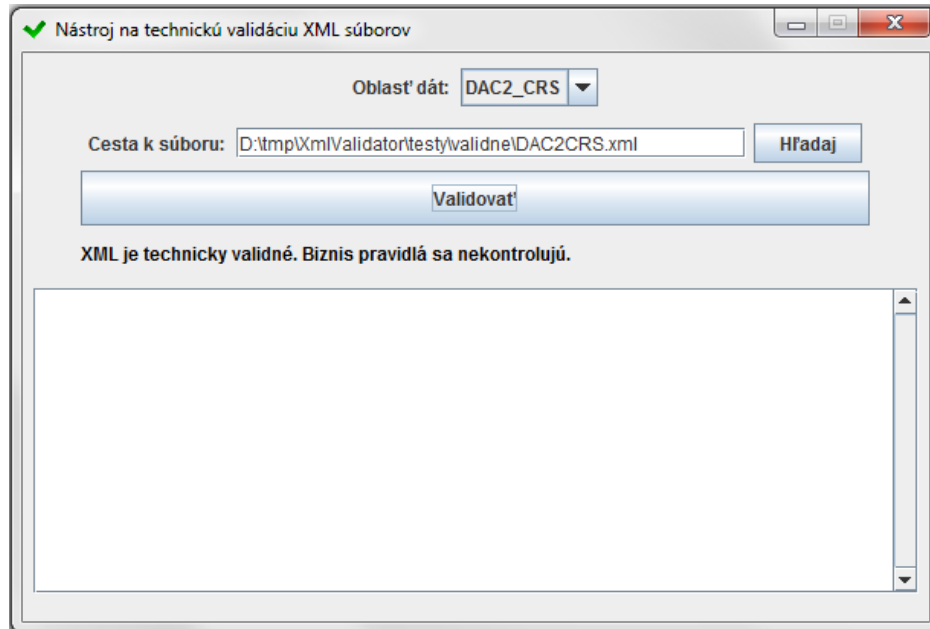 Nástroj na technickú validáciu XML súborov
Oblasť dát: DAC2_CRS
Cesta k súboru: D:\tmp\XmlValidator\testy\validne\DAC2CRS.xml Hľadaj
Validovať
XML je technicky validné. Biznis pravidlá sa nekontrolujú.